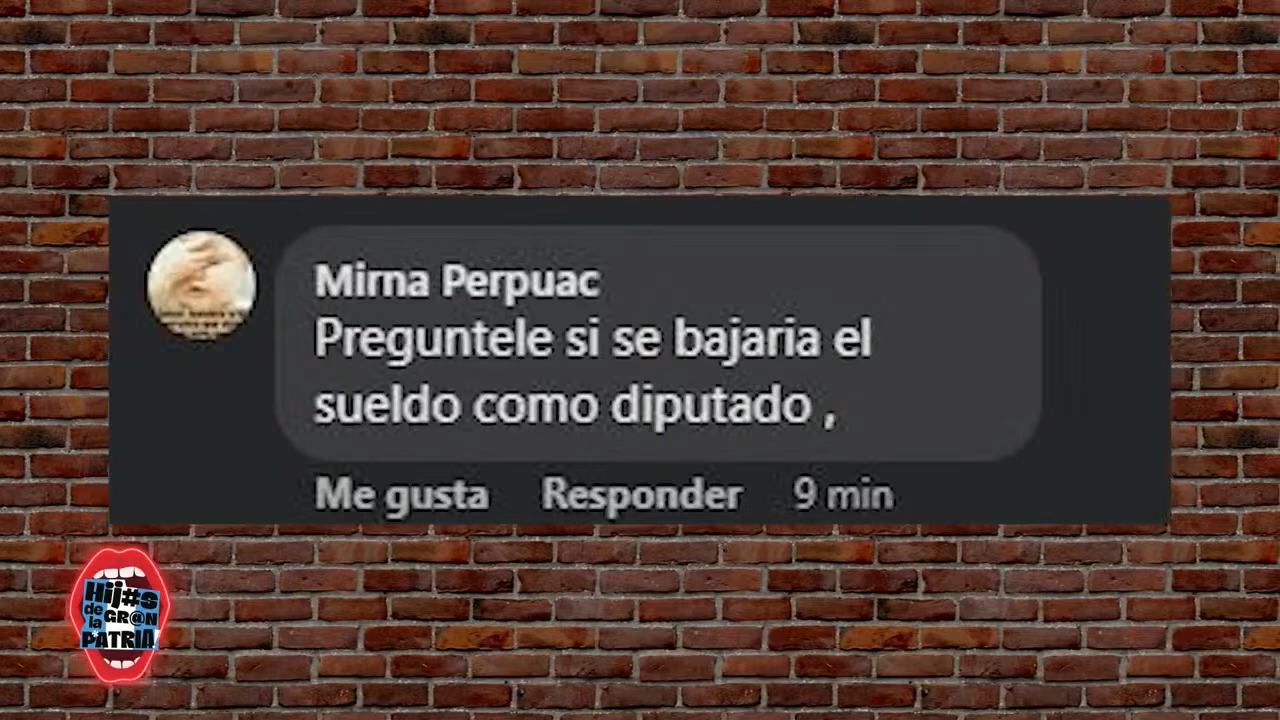 Mirna Perpuac
Preguntele si se bajaria el
sueldo como diputado ,
Me gusta Responder 9 min
Hij#s
de la GR@N
PATRIA